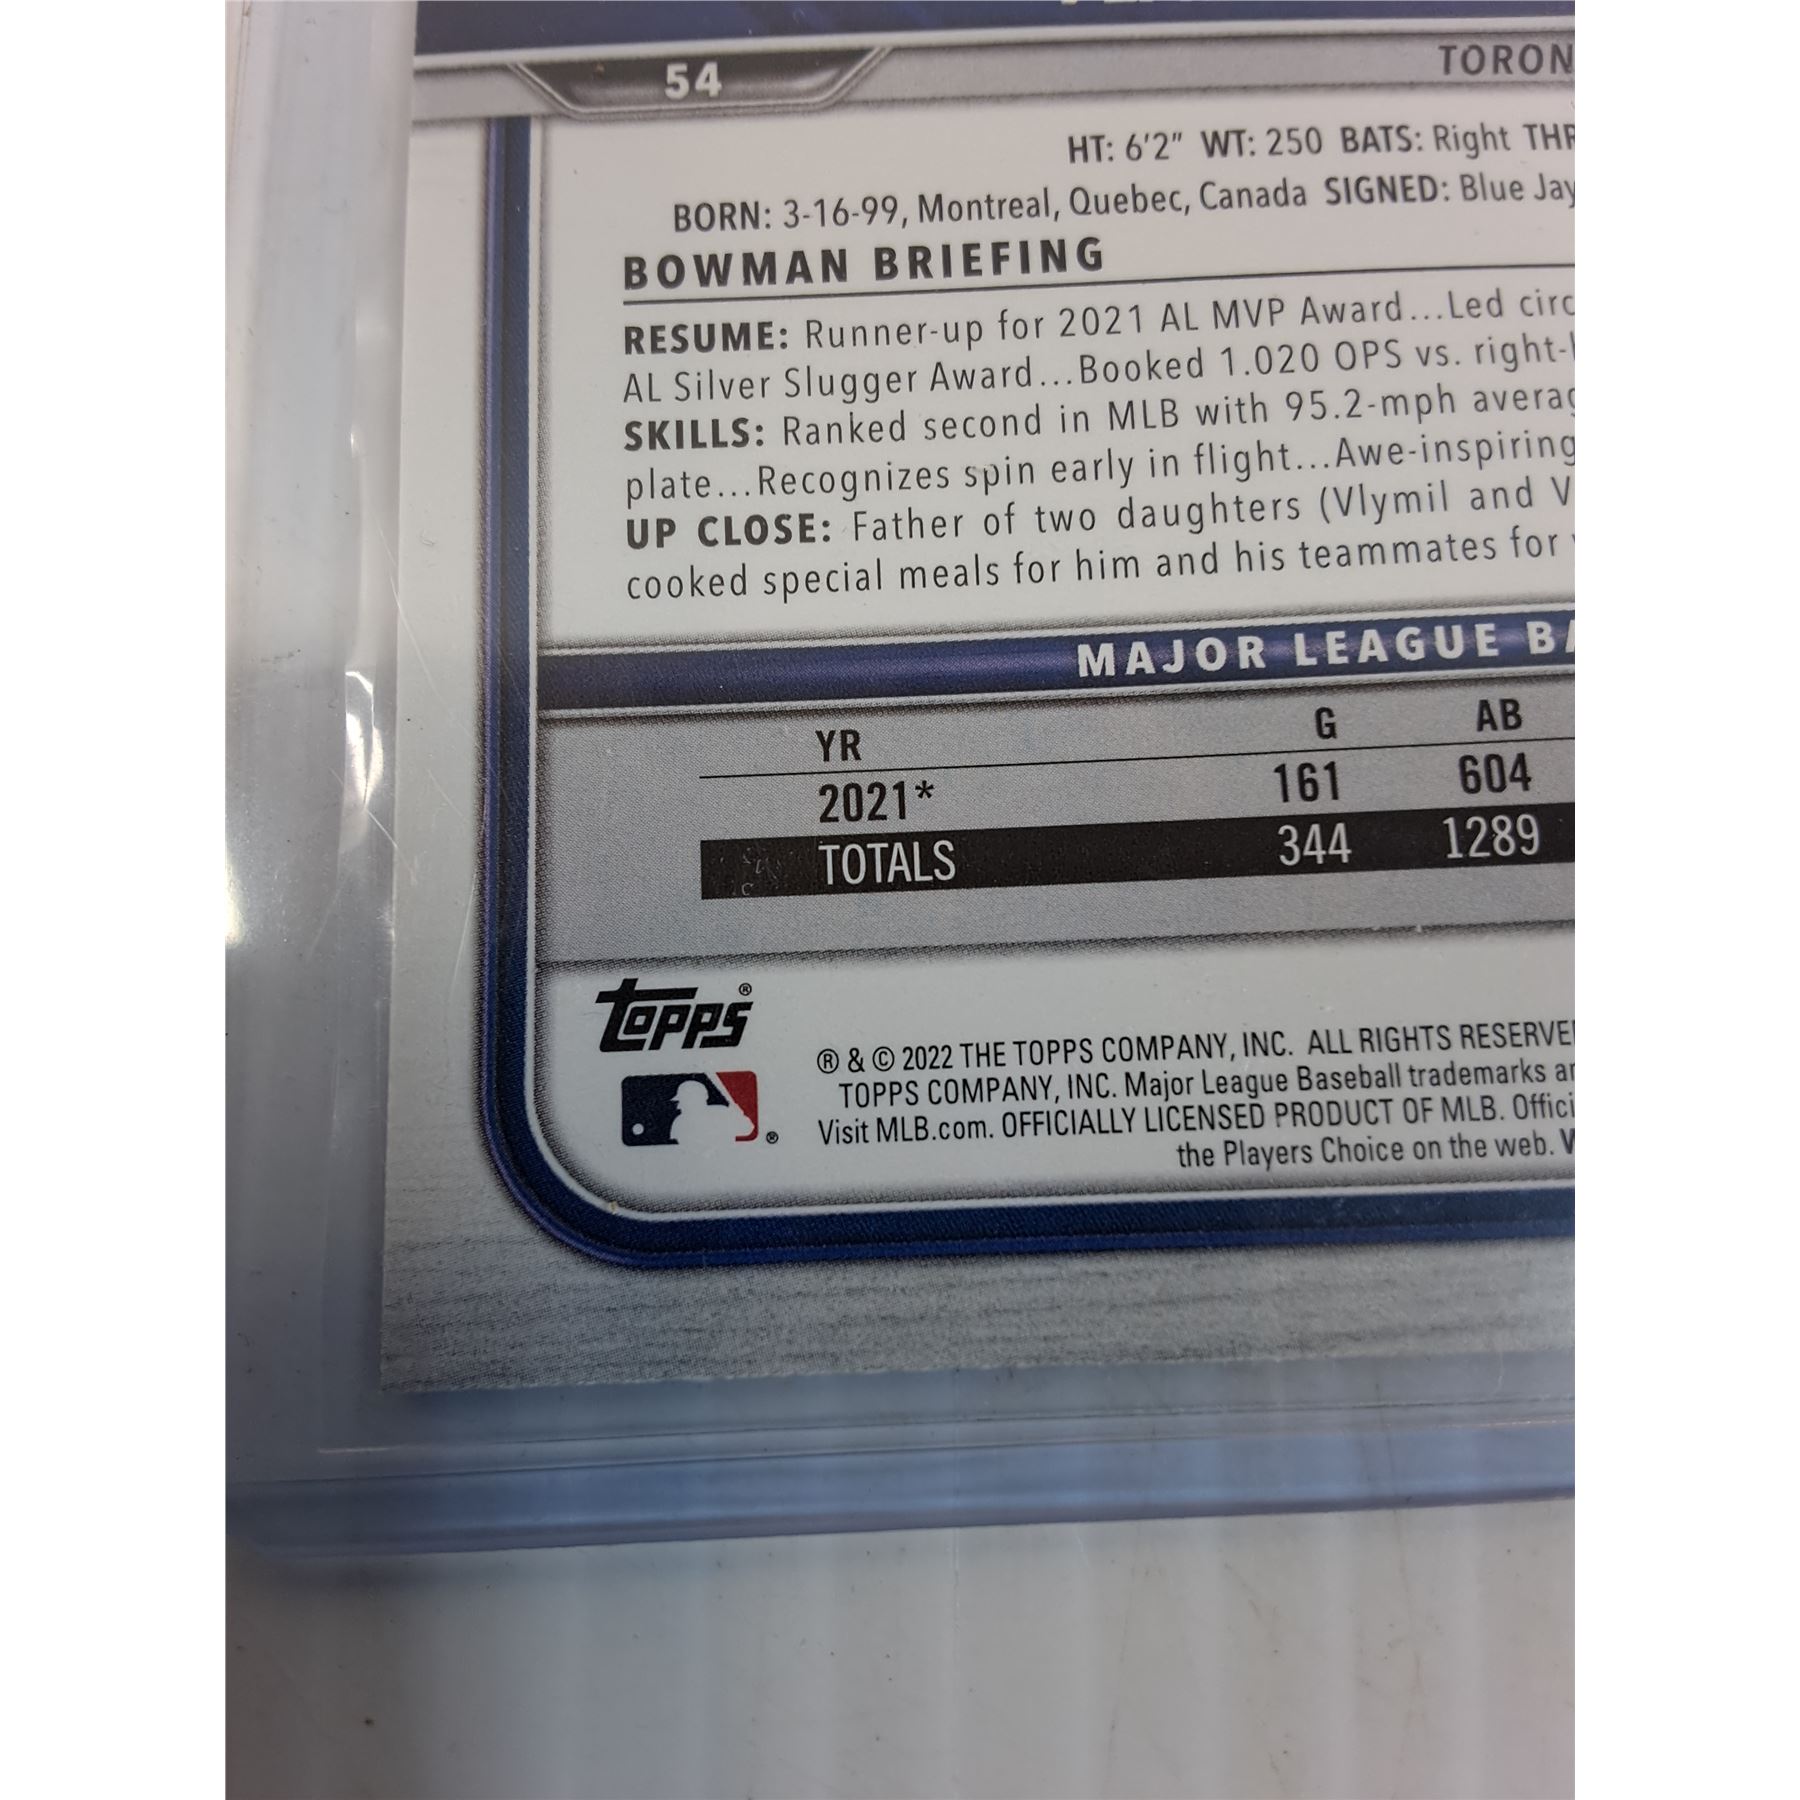 54
TORON
HT: 6'2" WT: 250 BATS: Right THR
BORN: 3-16-99, Montreal, Quebec, Canada SIGNED: Blue Jay
BOWMAN BRIEFING
RESUME: Runner-up for 2021 AL MVP Award...Led circ
AL Silver Slugger Award...Booked 1.020 OPS vs. right-
SKILLS: Ranked second in MLB with 95.2-mph averag
plate...Recognizes spin early in flight...Awe-inspiring
UP CLOSE: Father of two daughters (Vlymil and V
cooked special meals for him and his teammates for
MAJOR LEAGUE BA
YR G AB
2021* 161 604
TOTALS 344 1289
Topps®
® & © 2022 THE TOPPS COMPANY, INC. ALL RIGHTS RESERVE
TOPPS COMPANY, INC. Major League Baseball trademarks ar
Visit MLB.com. OFFICIALLY LICENSED PRODUCT OF MLB. Offici
®
the Players Choice on the web. W